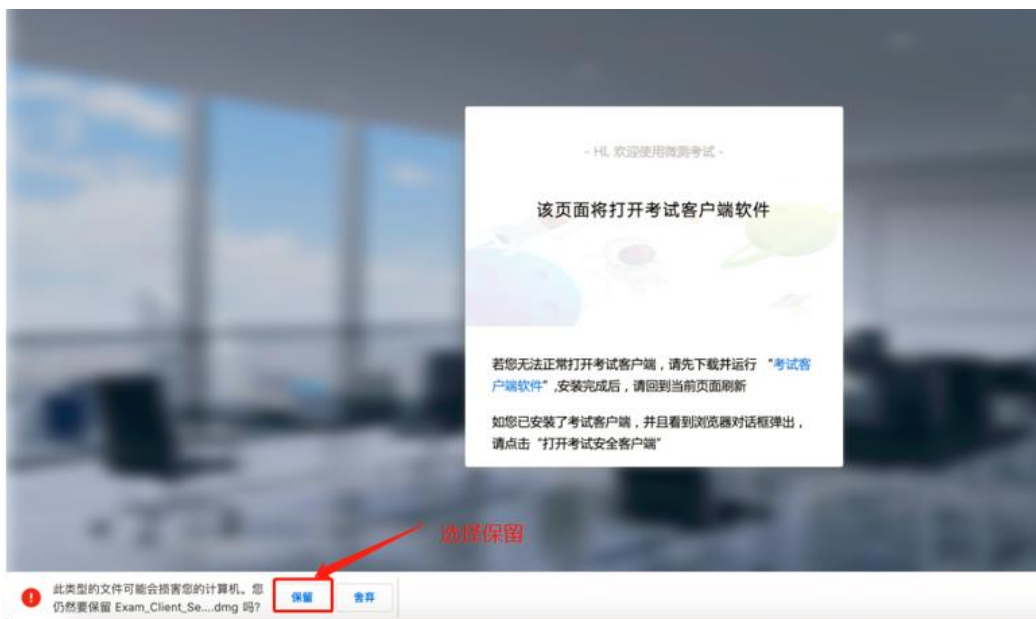 - HI, 欢迎使用微测考试 -
该页面将打开考试客户端软件
若您无法正常打开考试客户端，请先下载并运行 “考试客
户端软件” ,安装完成后，请回到当前页面刷新
如您已安装了考试客户端，并且看到浏览器对话框弹出，
请点击 “打开考试安全客户端”
选择保留
此类型的文件可能会损害您的计算机。您
仍然要保留 Exam_Client_Se....dmg 吗?
保留
舍弃